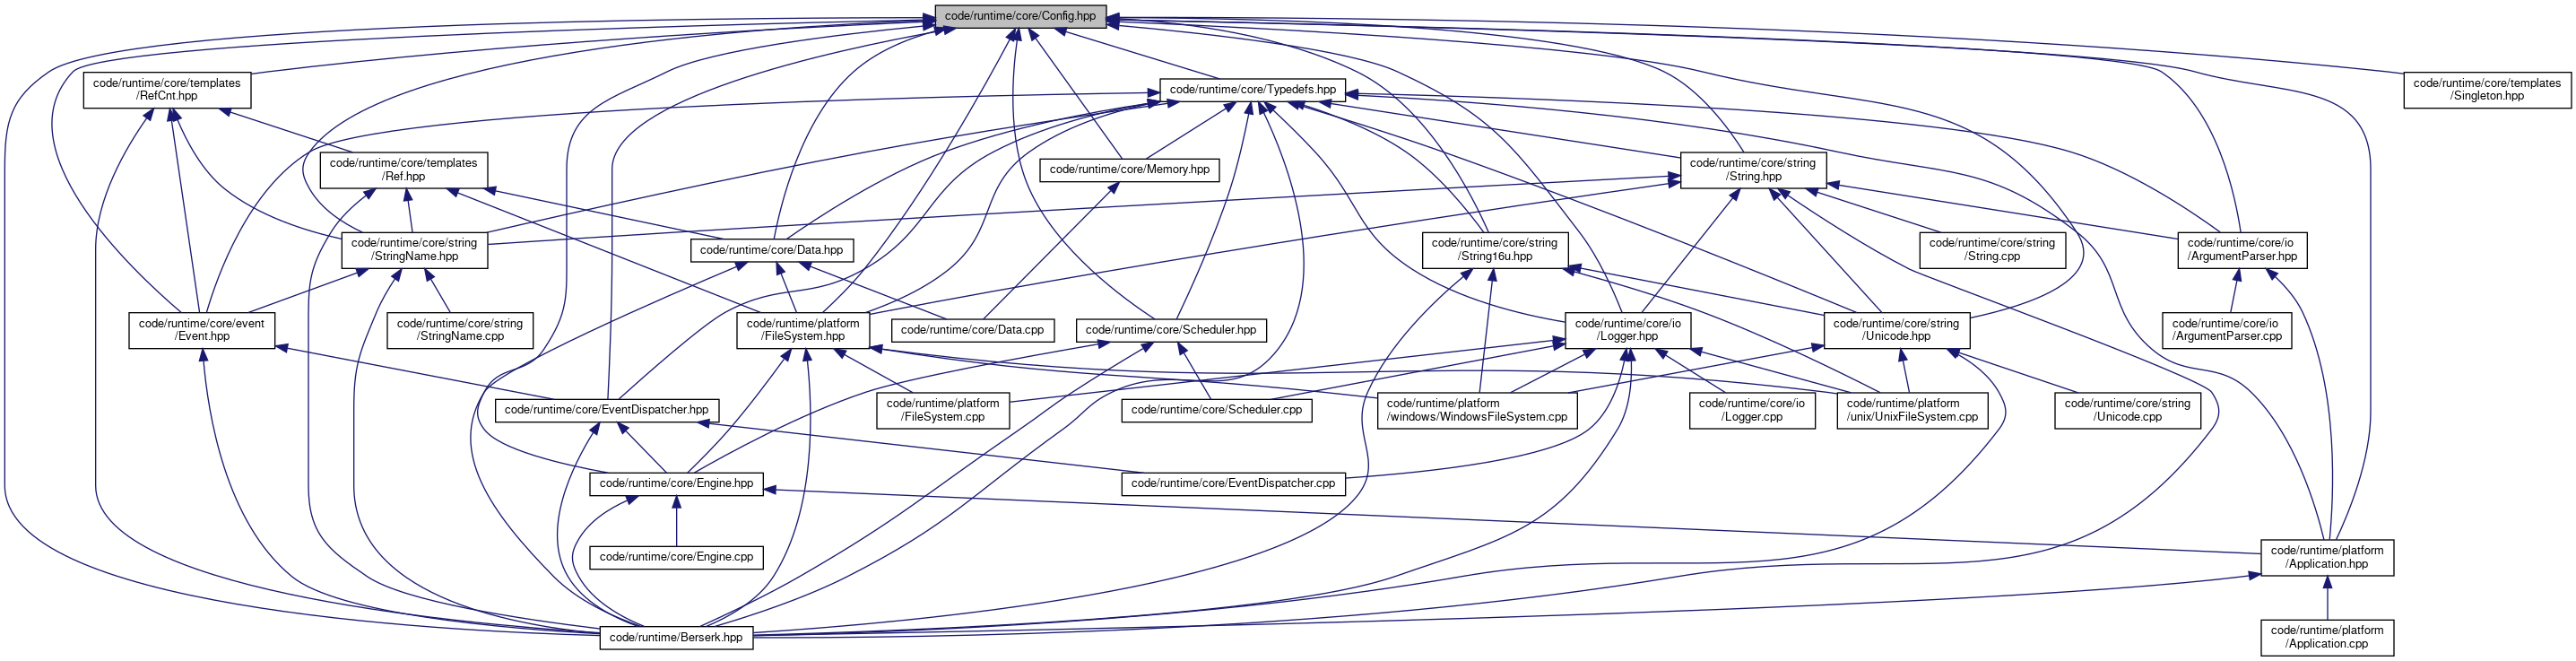 code/runtime/core/Config.hpp
code/runtime/core/templates
/RefCnt.hpp
code/runtime/core/Typedefs.hpp
code/runtime/core/templates
/Singleton.hpp
code/runtime/core/templates
/Ref.hpp
code/runtime/core/Memory.hpp
code/runtime/core/string
/String.hpp
code/runtime/core/string
/StringName.hpp
code/runtime/core/Data.hpp
code/runtime/core/string
/String16u.hpp
code/runtime/core/string
/String.cpp
code/runtime/core/io
/ArgumentParser.hpp
code/runtime/core/event
/Event.hpp
code/runtime/core/string
/StringName.cpp
code/runtime/platform
/FileSystem.hpp
code/runtime/core/Data.cpp
code/runtime/core/Scheduler.hpp
code/runtime/core/io
/Logger.hpp
code/runtime/core/string
/Unicode.hpp
code/runtime/core/io
/ArgumentParser.cpp
code/runtime/core/EventDispatcher.hpp
code/runtime/platform
/FileSystem.cpp
code/runtime/core/Scheduler.cpp
code/runtime/platform
/windows/WindowsFileSystem.cpp
code/runtime/core/io
/Logger.cpp
code/runtime/platform
/unix/UnixFileSystem.cpp
code/runtime/core/string
/Unicode.cpp
code/runtime/core/Engine.hpp
code/runtime/core/EventDispatcher.cpp
code/runtime/core/Engine.cpp
code/runtime/platform
/Application.hpp
code/runtime/Berserk.hpp
code/runtime/platform
/Application.cpp